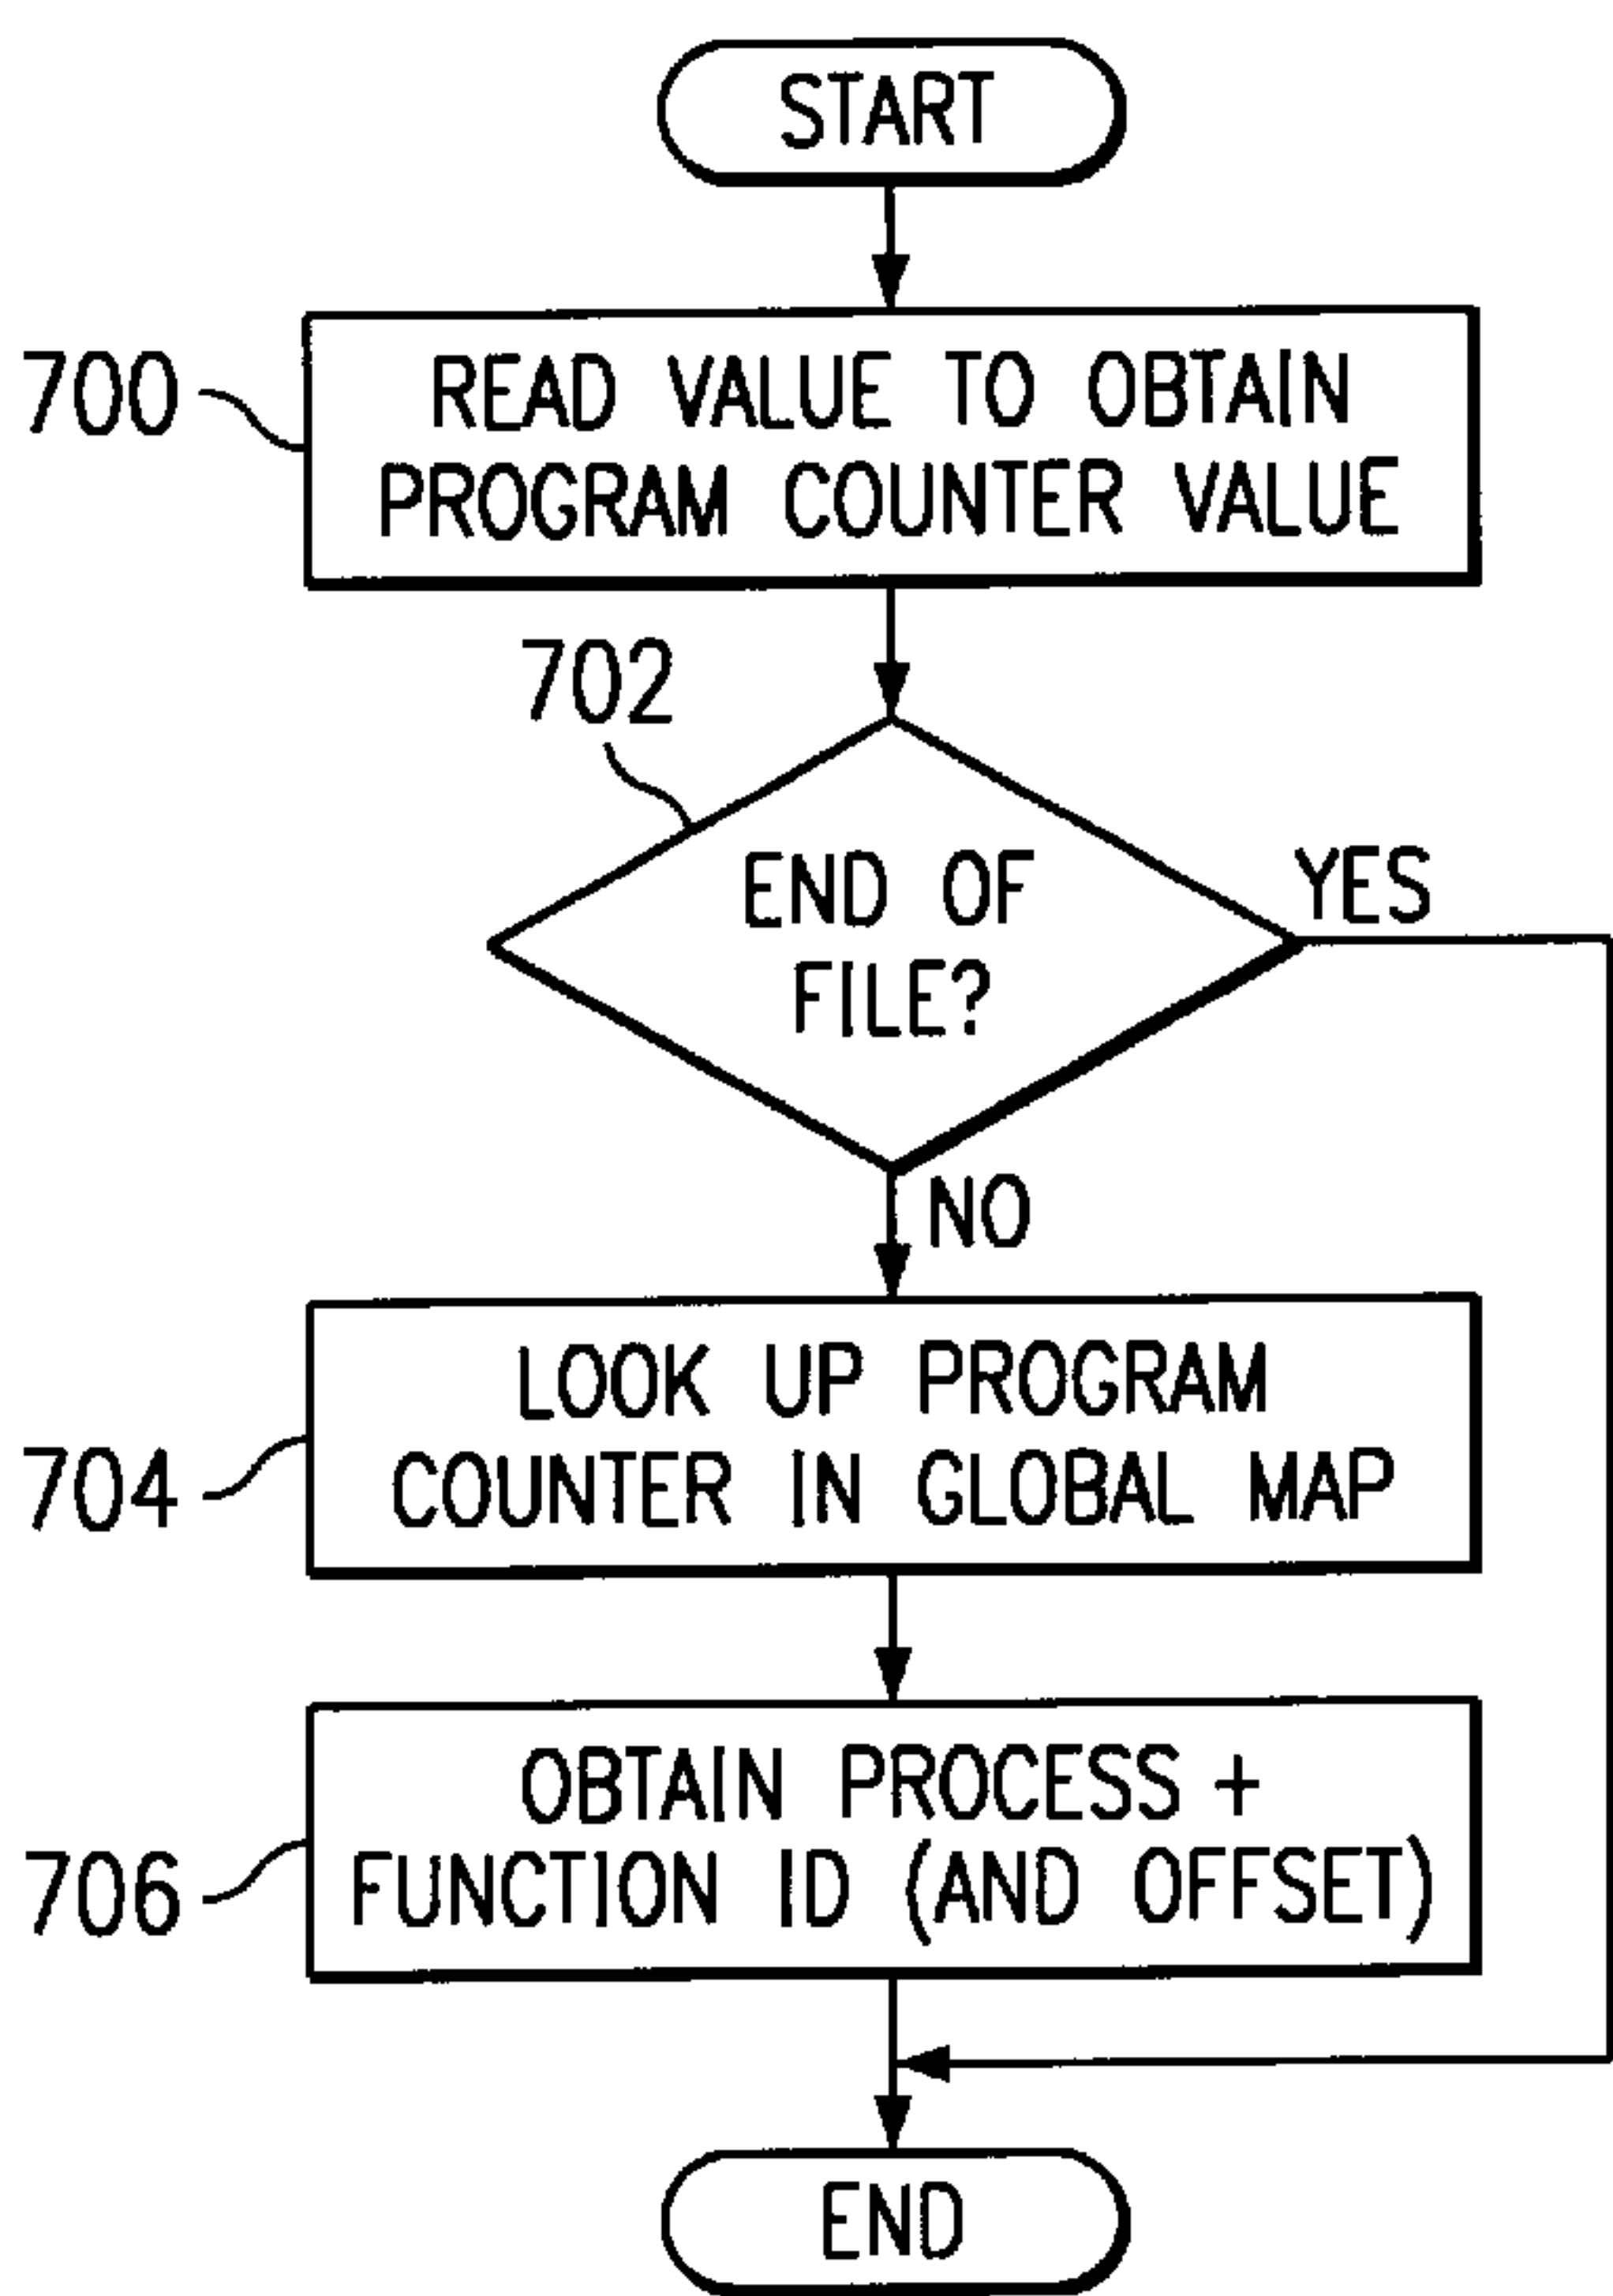 START
700
READ VALUE TO OBTAIN
PROGRAM COUNTER VALUE
702
END OF
FILE?
YES
NO
704
LOOK UP PROGRAM
COUNTER IN GLOBAL MAP
706
OBTAIN PROCESS +
FUNCTION ID (AND OFFSET)
END